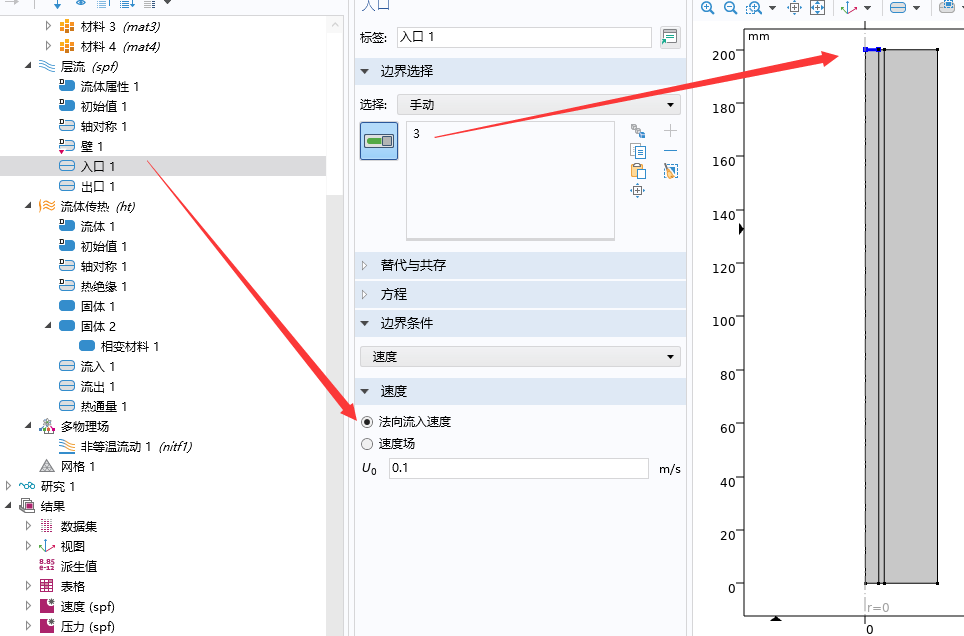 材料 3 (mat3)
材料 4 (mat4)
层流 (spf)
流体属性 1
初始值 1
轴对称 1
壁 1
入口 1
出口 1
流体传热 (ht)
流体 1
初始值 1
轴对称 1
热绝缘 1
固体 1
固体 2
相变材料 1
流入 1
流出 1
热通量 1
多物理场
非等温流动 1 (nitf1)
网格 1
研究 1
结果
数据集
视图
8.85
e-12
派生值
表格
速度 (spf)
压力 (spf)
入口
标签: 入口 1
边界选择
选择: 手动
3
替代与共存
方程
边界条件
速度
速度
法向流入速度
速度场
U0 0.1 m/s
mm
200
180
160
140
120
100
80
60
40
20
0
r=0
0